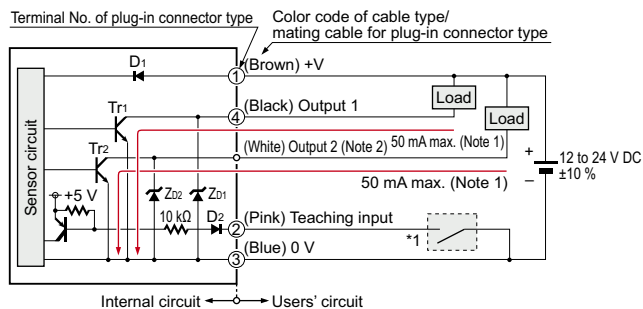 Terminal No. of plug-in connector type
Color code of cable type/
mating cable for plug-in connector type
D1
1
(Brown) +V
Tr1
4
(Black) Output 1
Load
Load
Tr2
(White) Output 2 (Note 2)
50 mA max. (Note 1)
Sensor circuit
+
12 to 24 V DC
±10 %
–
50 mA max. (Note 1)
+5 V
ZD2
ZD1
10 kΩ
D2
2
(Pink) Teaching input
*1
3
(Blue) 0 V
Internal circuit
Users' circuit